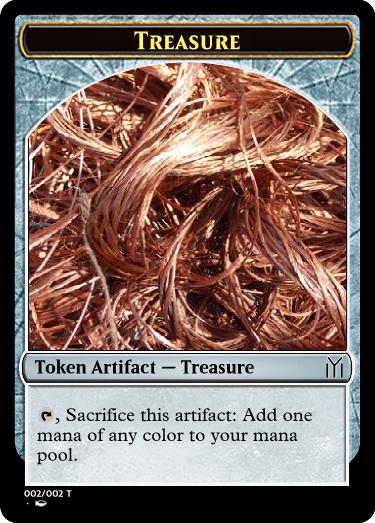 TREASURE
Token Artifact — Treasure
, Sacrifice this artifact: Add one
mana of any color to your mana
pool.
002/002 T